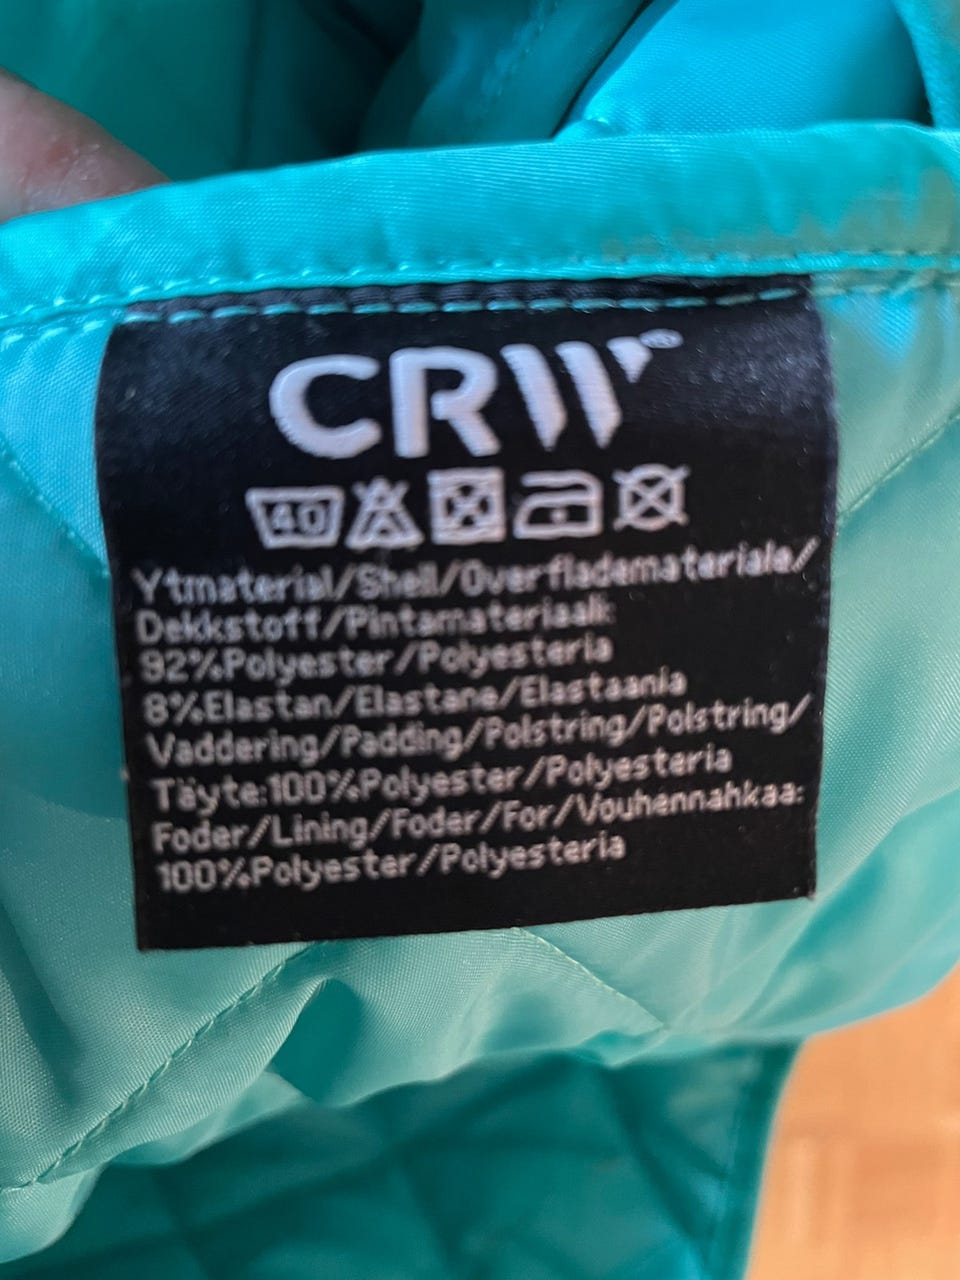 CRW®
40
Ytmaterial/Shell/Overflademateriale/
Dekkstoff/Pintamateriaali:
92%Polyester/Polyesteria
8%Elastan/Elastane/Elastaania
Vaddering/Padding/Polstring/Polstring/
Täyte:100%Polyester/Polyesteria
Foder/Lining/Foder/For/Vouhennahkaa:
100%Polyester/Polyesteria